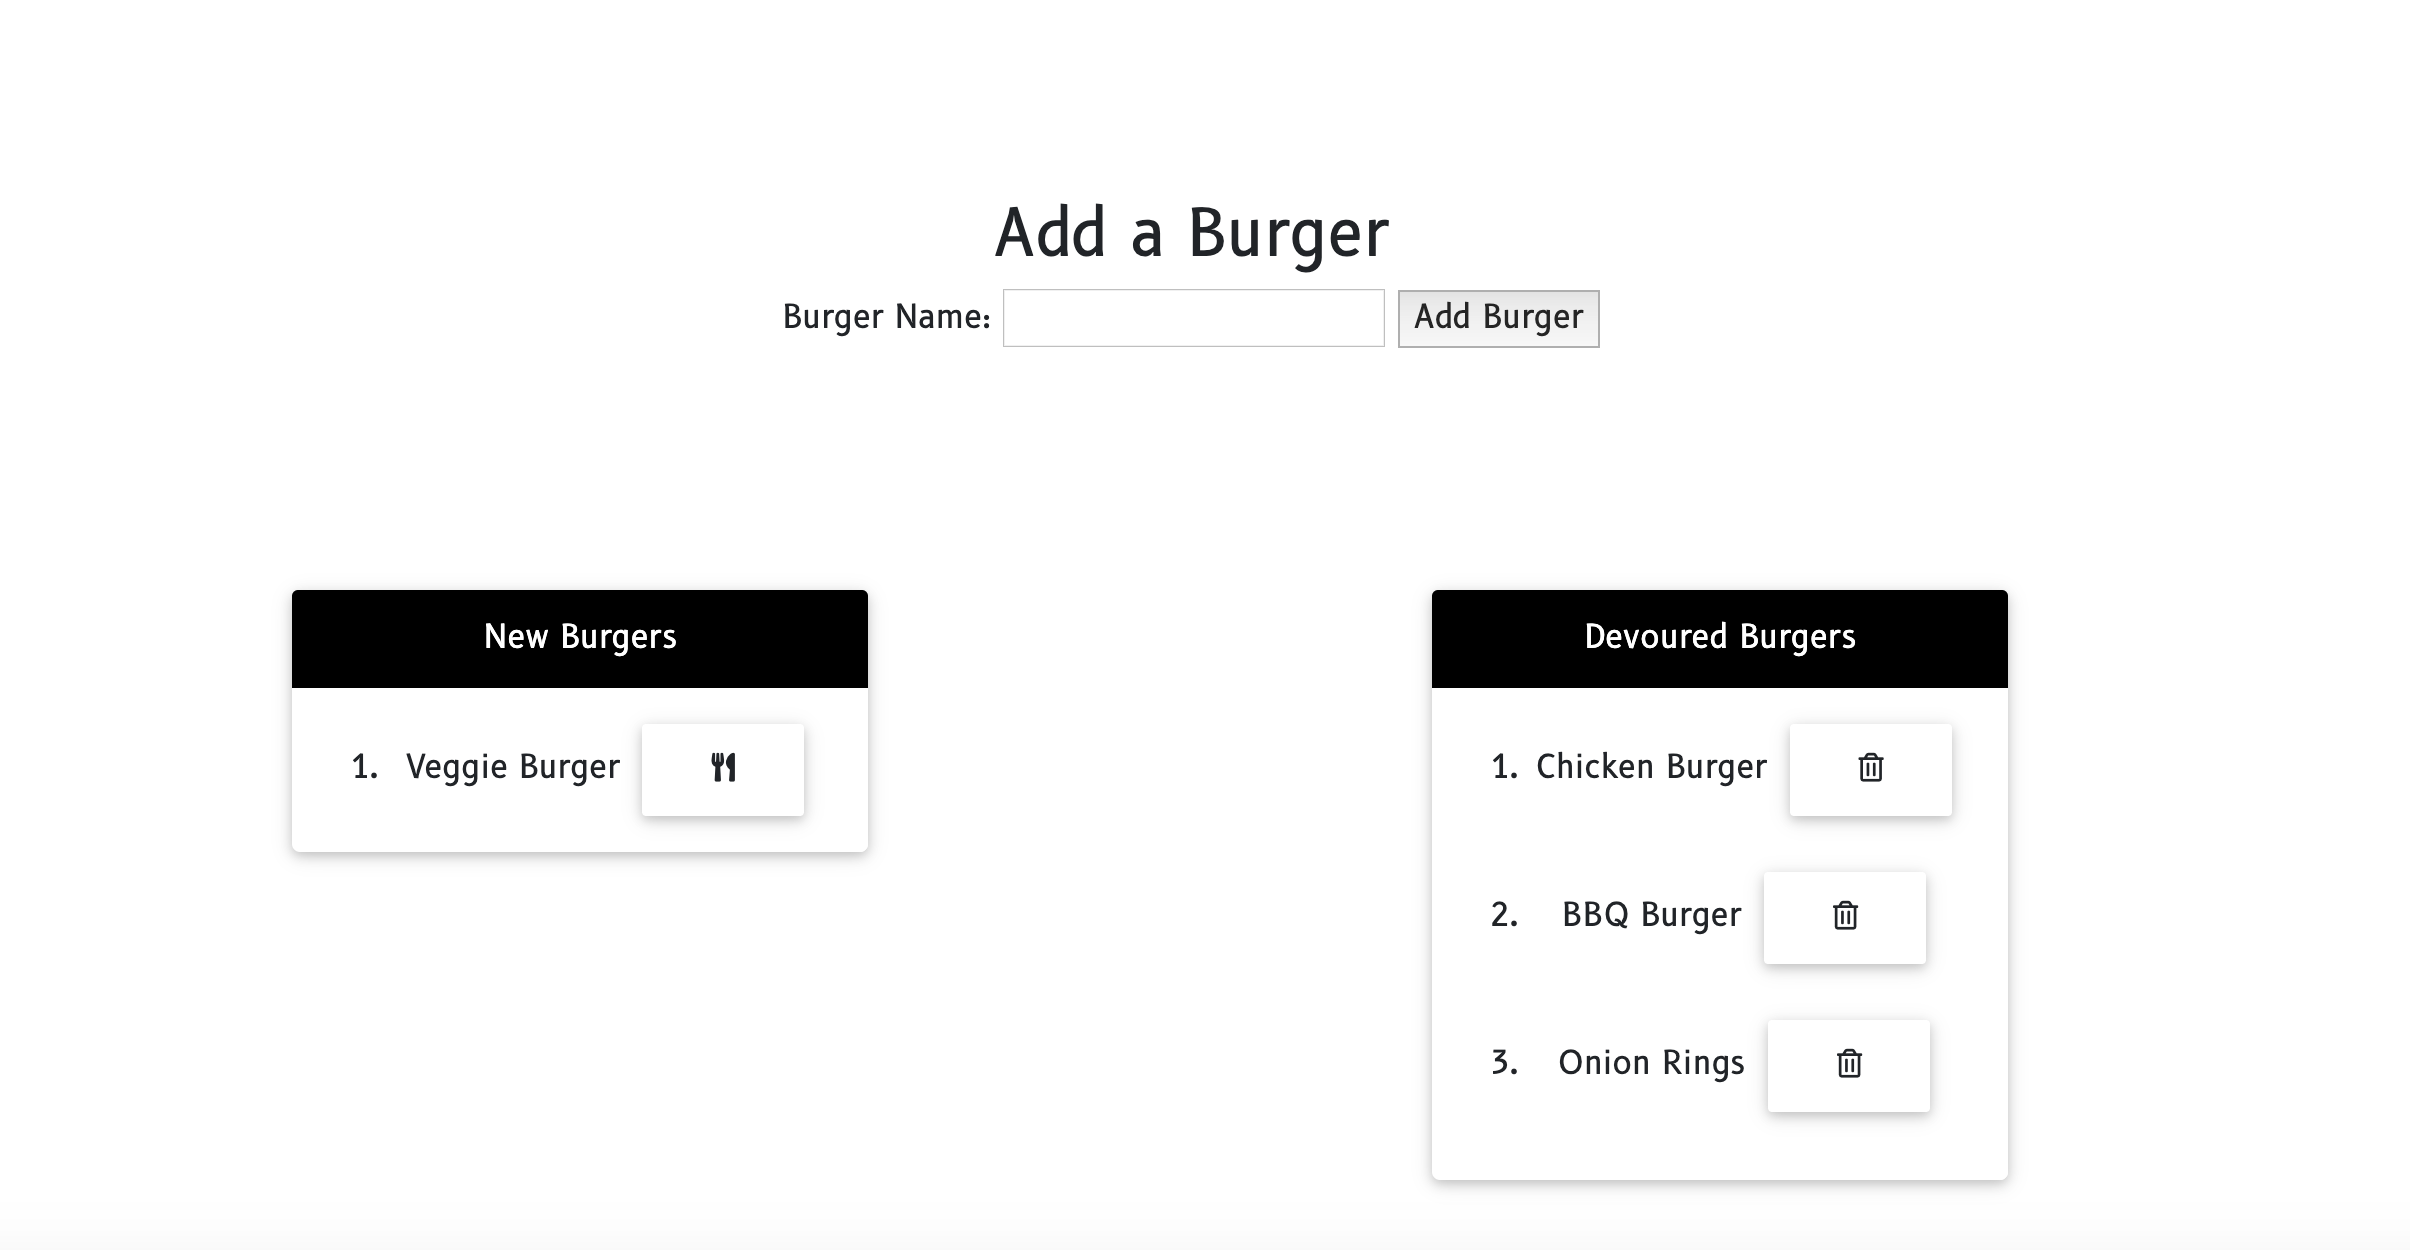 Add a Burger
Burger Name: Add Burger
New Burgers
1. Veggie Burger
Devoured Burgers
1. Chicken Burger
2. BBQ Burger
3. Onion Rings